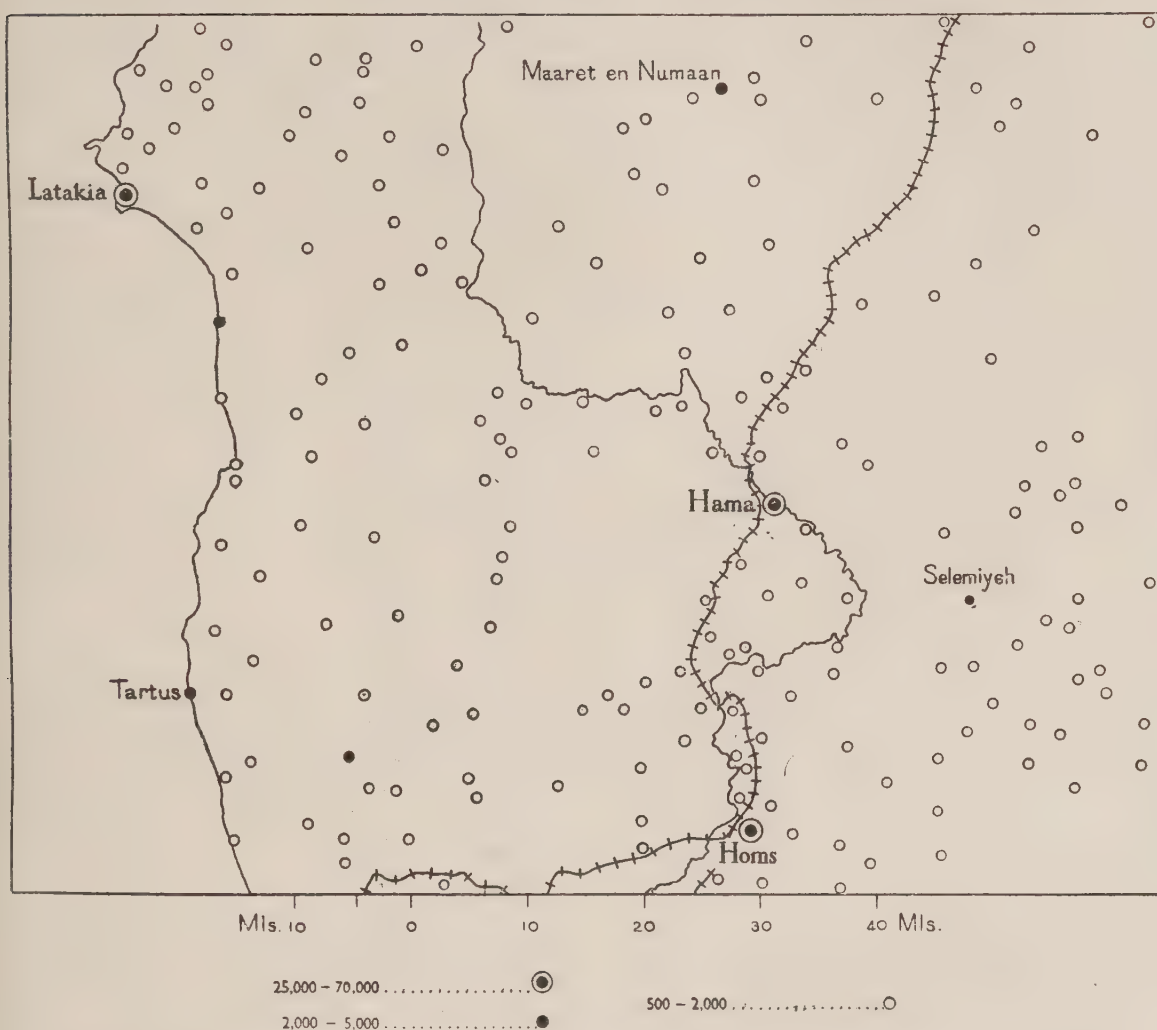 Maaret en Numaan
Latakia
Hama
Selemiyeh
Tartus
Homs
Mls. 10 0 10 20 30 40 Mls.
25,000 – 70,000 ............
500 – 2,000 ....................
2,000 – 5,000 ............